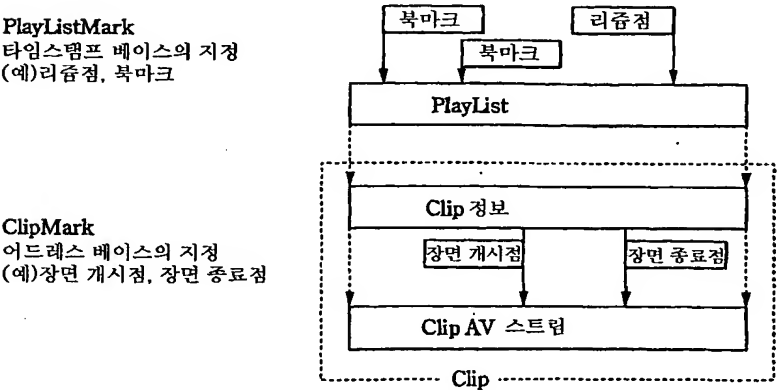 PlayListMark
타임스탬프 베이스의 지정
(예)리쥼점, 북마크
북마크
북마크
리쥼점
PlayList
ClipMark
어드레스 베이스의 지정
(예)장면 개시점, 장면 종료점
Clip 정보
장면 개시점
장면 종료점
Clip AV 스트림
Clip